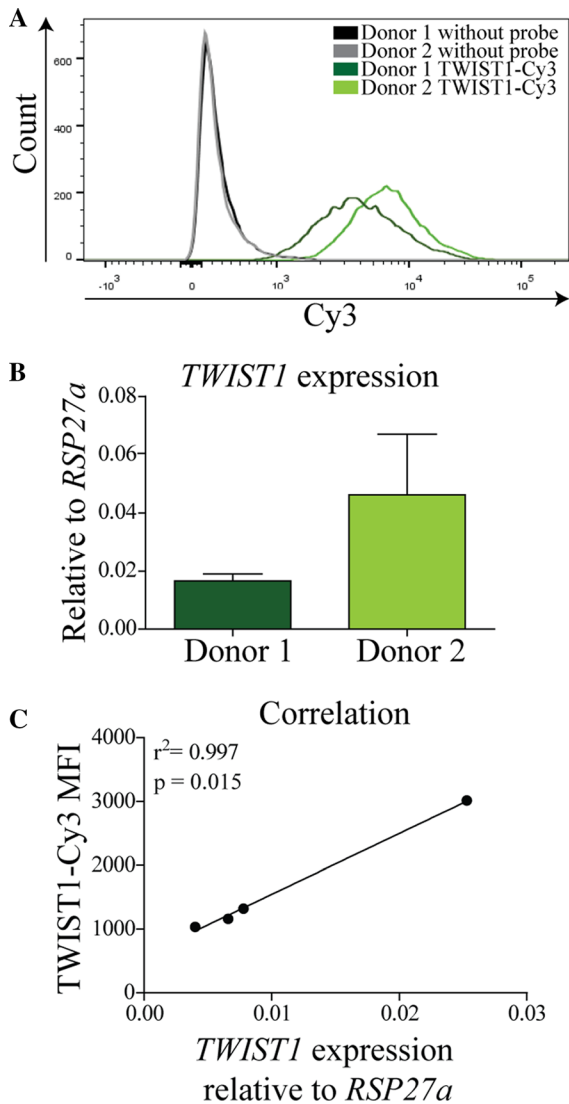 A
Count
600
400
200
0
Donor 1 without probe
Donor 2 without probe
Donor 1 TWIST1-Cy3
Donor 2 TWIST1-Cy3
-10³ 0 10³ 10⁴ 10⁵
Cy3
B
TWIST1 expression
Relative to RSP27a
0.08
0.06
0.04
0.02
0.00
Donor 1 Donor 2
C
Correlation
TWIST1-Cy3 MFI
4000
3000
2000
1000
0
r²= 0.997
p = 0.015
0.00 0.01 0.02 0.03
TWIST1 expression
relative to RSP27a